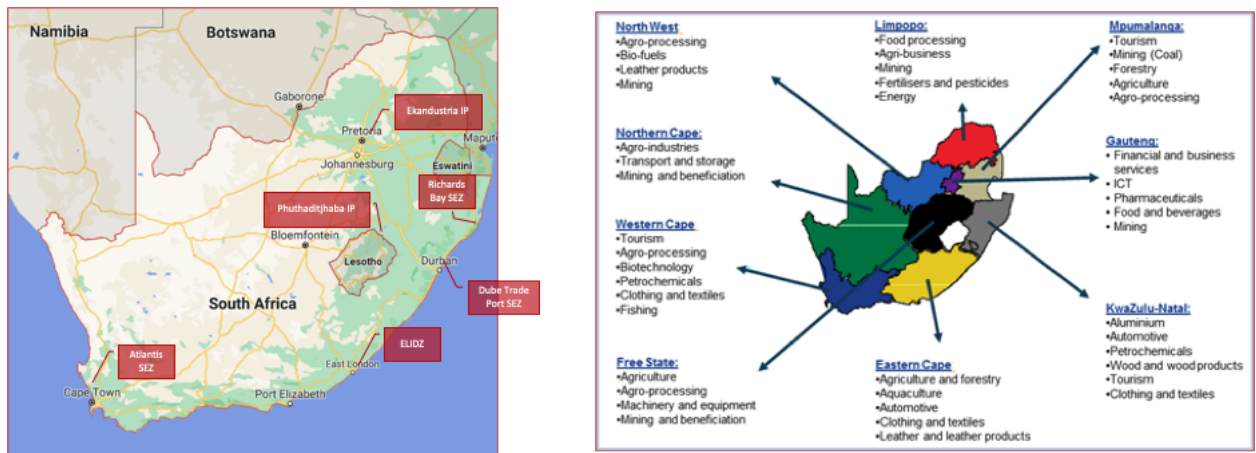 Namibia
Botswana
Gaborone
Ekandustria IP
Pretoria
Maputo
Johannesburg
Eswatini
Richards
Bay SEZ
Phuthaditjhaba IP
Bloemfontein
Lesotho
Durban
South Africa
Dube Trade
Port SEZ
ELIDZ
Atlantis
SEZ
East London
Cape Town
Port Elizabeth
North West
•Agro-processing
•Bio-fuels
•Leather products
•Mining
Limpopo:
•Food processing
•Agri-business
•Mining
•Fertilisers and pesticides
•Energy
Mpumalanga:
•Tourism
•Mining (Coal)
•Forestry
•Agriculture
•Agro-processing
Northern Cape:
•Agro-industries
•Transport and storage
•Mining and beneficiation
Gauteng:
• Financial and business
services
• ICT
• Pharmaceuticals
• Food and beverages
• Mining
Western Cape
•Tourism
•Agro-processing
•Biotechnology
•Petrochemicals
•Clothing and textiles
•Fishing
KwaZulu-Natal:
•Aluminium
•Automotive
•Petrochemicals
•Wood and wood products
•Tourism
•Clothing and textiles
Free State:
•Agriculture
•Agro-processing
•Machinery and equipment
•Mining and beneficiation
Eastern Cape
•Agriculture and forestry
•Aquaculture
•Automotive
•Clothing and textiles
•Leather and leather products